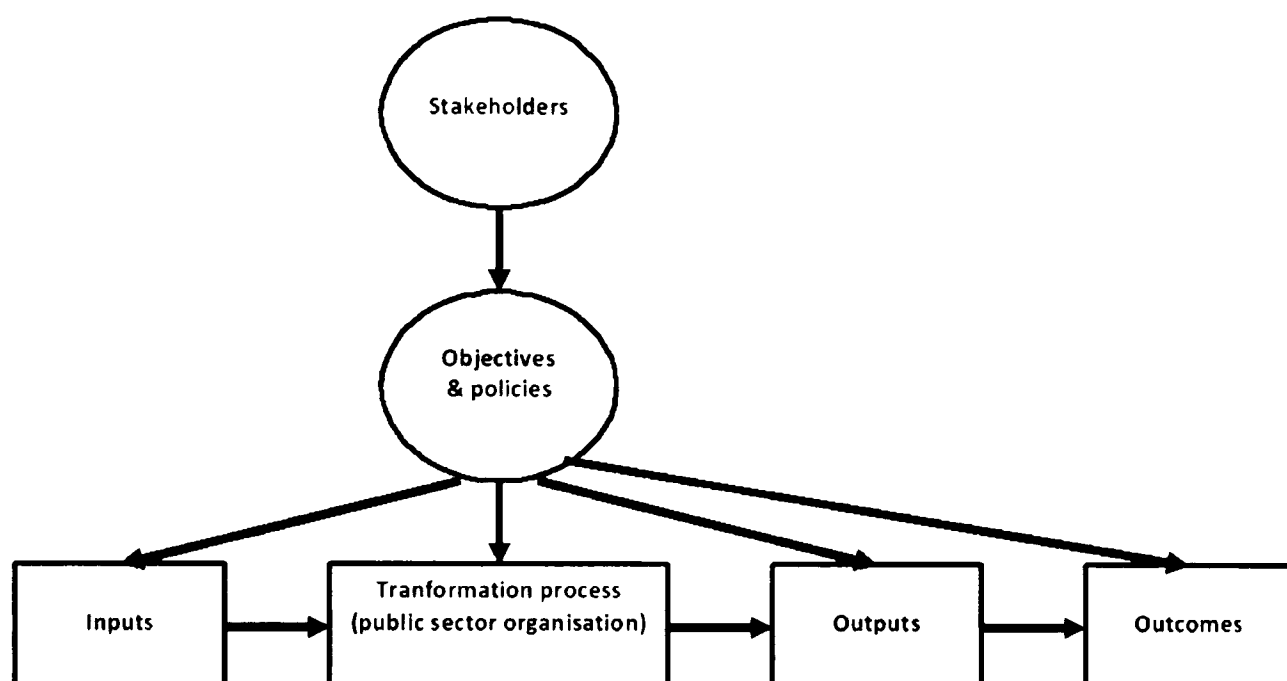 Stakeholders
Objectives
& policies
Inputs
Tranformation process
(public sector organisation)
Outputs
Outcomes